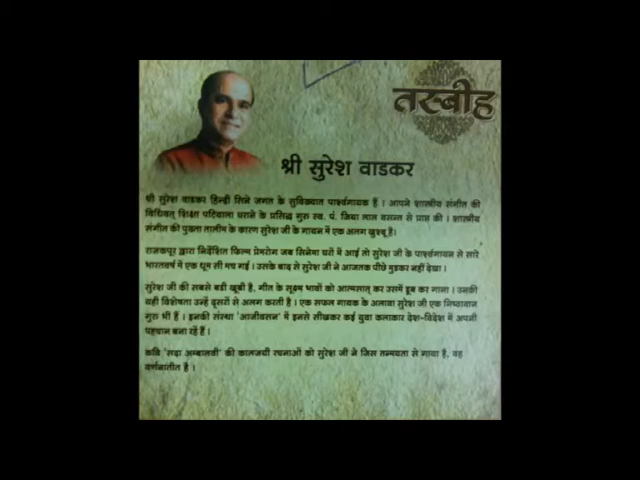 तस्बीह
श्री सुरेश वाडकर
श्री सुरेश वाडकर हिन्दी सिने जगत के सुविख्यात पार्श्वगायक हैं । आपने शास्त्रीय संगीत की
विधिवत् शिक्षा पटियाला घराने के प्रसिद्ध गुरु स्व. पं. जिया लाल वसन्त से प्राप्त की । शास्त्रीय
संगीत की पुख़्ता तालीम के कारण सुरेश जी के गायन में एक अलग खुश्बू है।
राजकपूर द्वारा निर्देशित फिल्म प्रेमरोग जब सिनेमा घरों में आई तो सुरेश जी के पार्श्वगायन से सारे
भारतवर्ष में एक धूम सी मच गई । उसके बाद से सुरेश जी ने आजतक पीछे मुडकर नहीं देखा ।
सुरेश जी की सबसे बडी खूबी है, गीत के सूक्ष्म भावों को आत्मसात् कर उसमें डूब कर गाना । उनकी
यही विशेषता उन्हें दूसरों से अलग करती है । एक सफल गायक के अलावा सुरेश जी एक निष्ठावान
गुरु भी हैं । इनकी संस्था 'आजीवसन' में इनसे सीखकर कई युवा कलाकार देश-विदेश में अपनी
पहचान बना रहें हैं ।
कवि 'सदा अम्बालवी' की कालजयी रचनाओं को सुरेश जी ने जिस तन्मयता से गाया है, वह
वर्णनातीत है ।